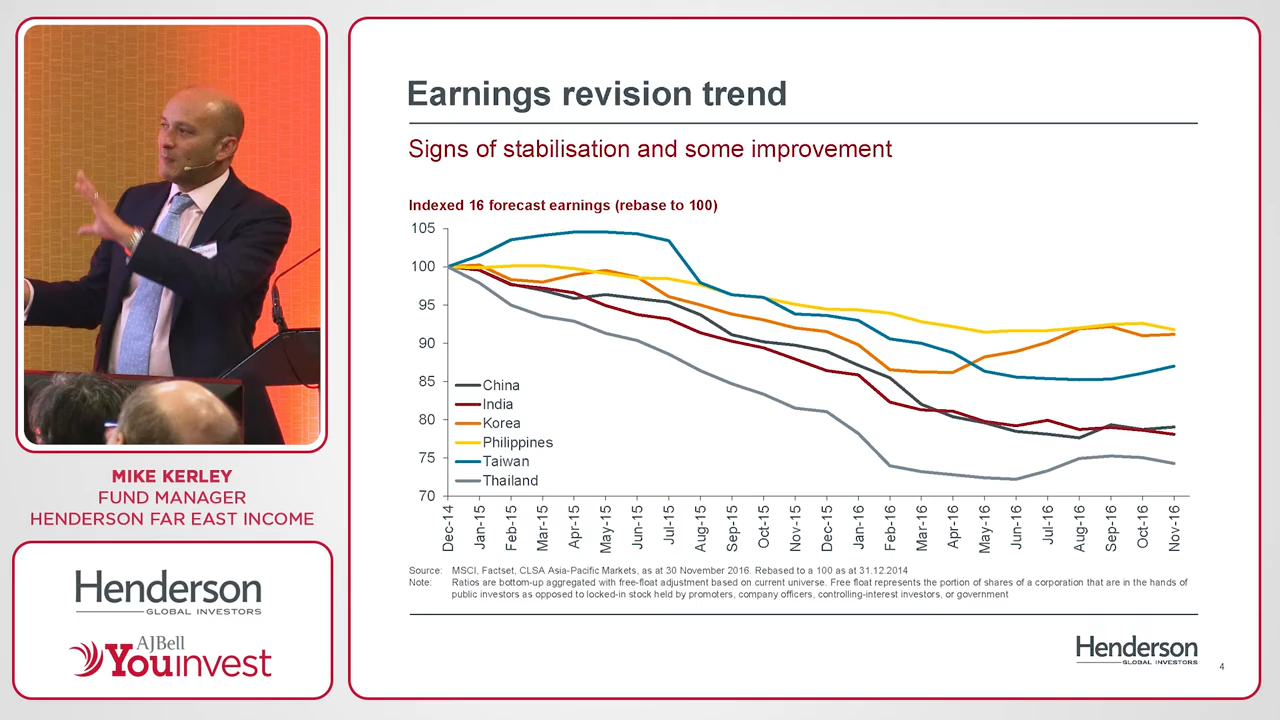 MIKE KERLEY
FUND MANAGER
HENDERSON FAR EAST INCOME
Henderson
GLOBAL INVESTORS
AJBell
Youinvest
Earnings revision trend
Signs of stabilisation and some improvement
Indexed 16 forecast earnings (rebase to 100)
105
100
95
90
85
80
75
70
China
India
Korea
Philippines
Taiwan
Thailand
Dec-14
Jan-15
Feb-15
Mar-15
Apr-15
May-15
Jun-15
Jul-15
Aug-15
Sep-15
Oct-15
Nov-15
Dec-15
Jan-16
Feb-16
Mar-16
Apr-16
May-16
Jun-16
Jul-16
Aug-16
Sep-16
Oct-16
Nov-16
Source: MSCI, Factset, CLSA Asia-Pacific Markets, as at 30 November 2016. Rebased to a 100 as at 31.12.2014
Note: Ratios are bottom-up aggregated with free-float adjustment based on current universe. Free float represents the portion of shares of a corporation that are in the hands of
public investors as opposed to locked-in stock held by promoters, company officers, controlling-interest investors, or government
Henderson
GLOBAL INVESTORS
4